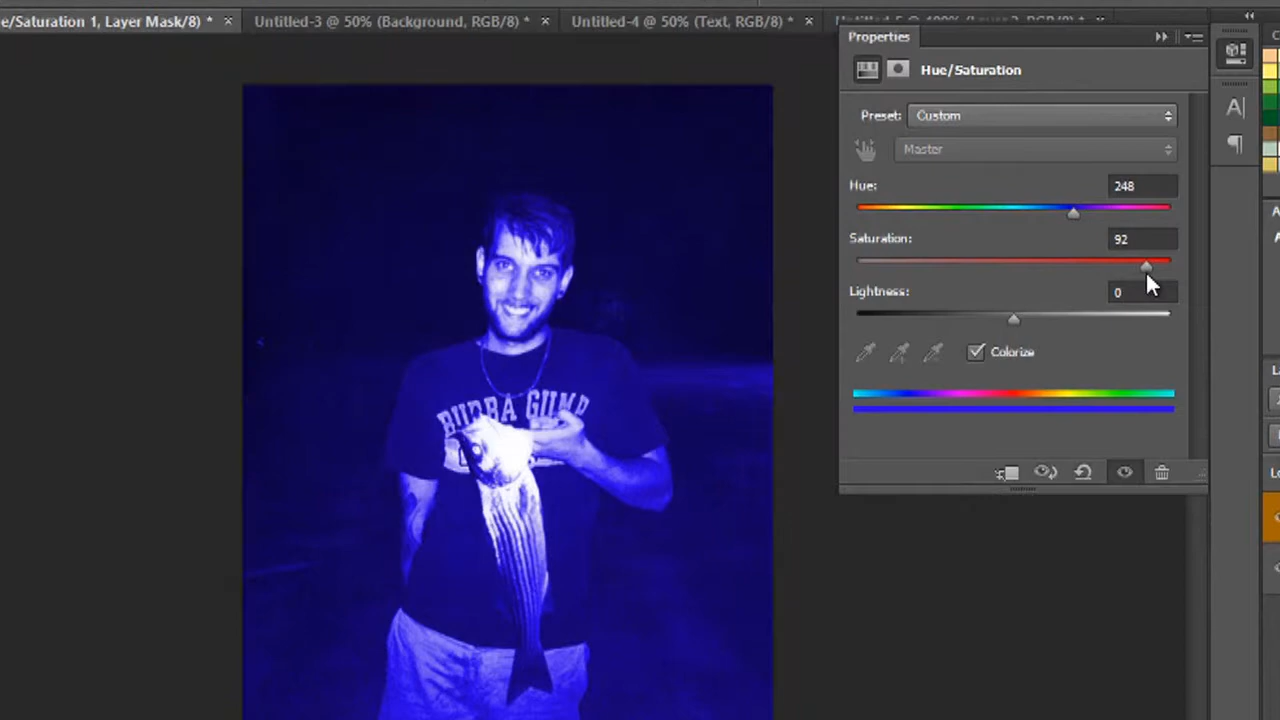 e/Saturation 1, Layer Mask/8) *
Untitled-3 @ 50% (Background, RGB/8) *
Untitled-4 @ 50% (Text, RGB/8) *
Properties
Hue/Saturation
Preset: Custom
Master
Hue: 248
Saturation: 92
Lightness: 0
Colorize
BUBBA GUMP